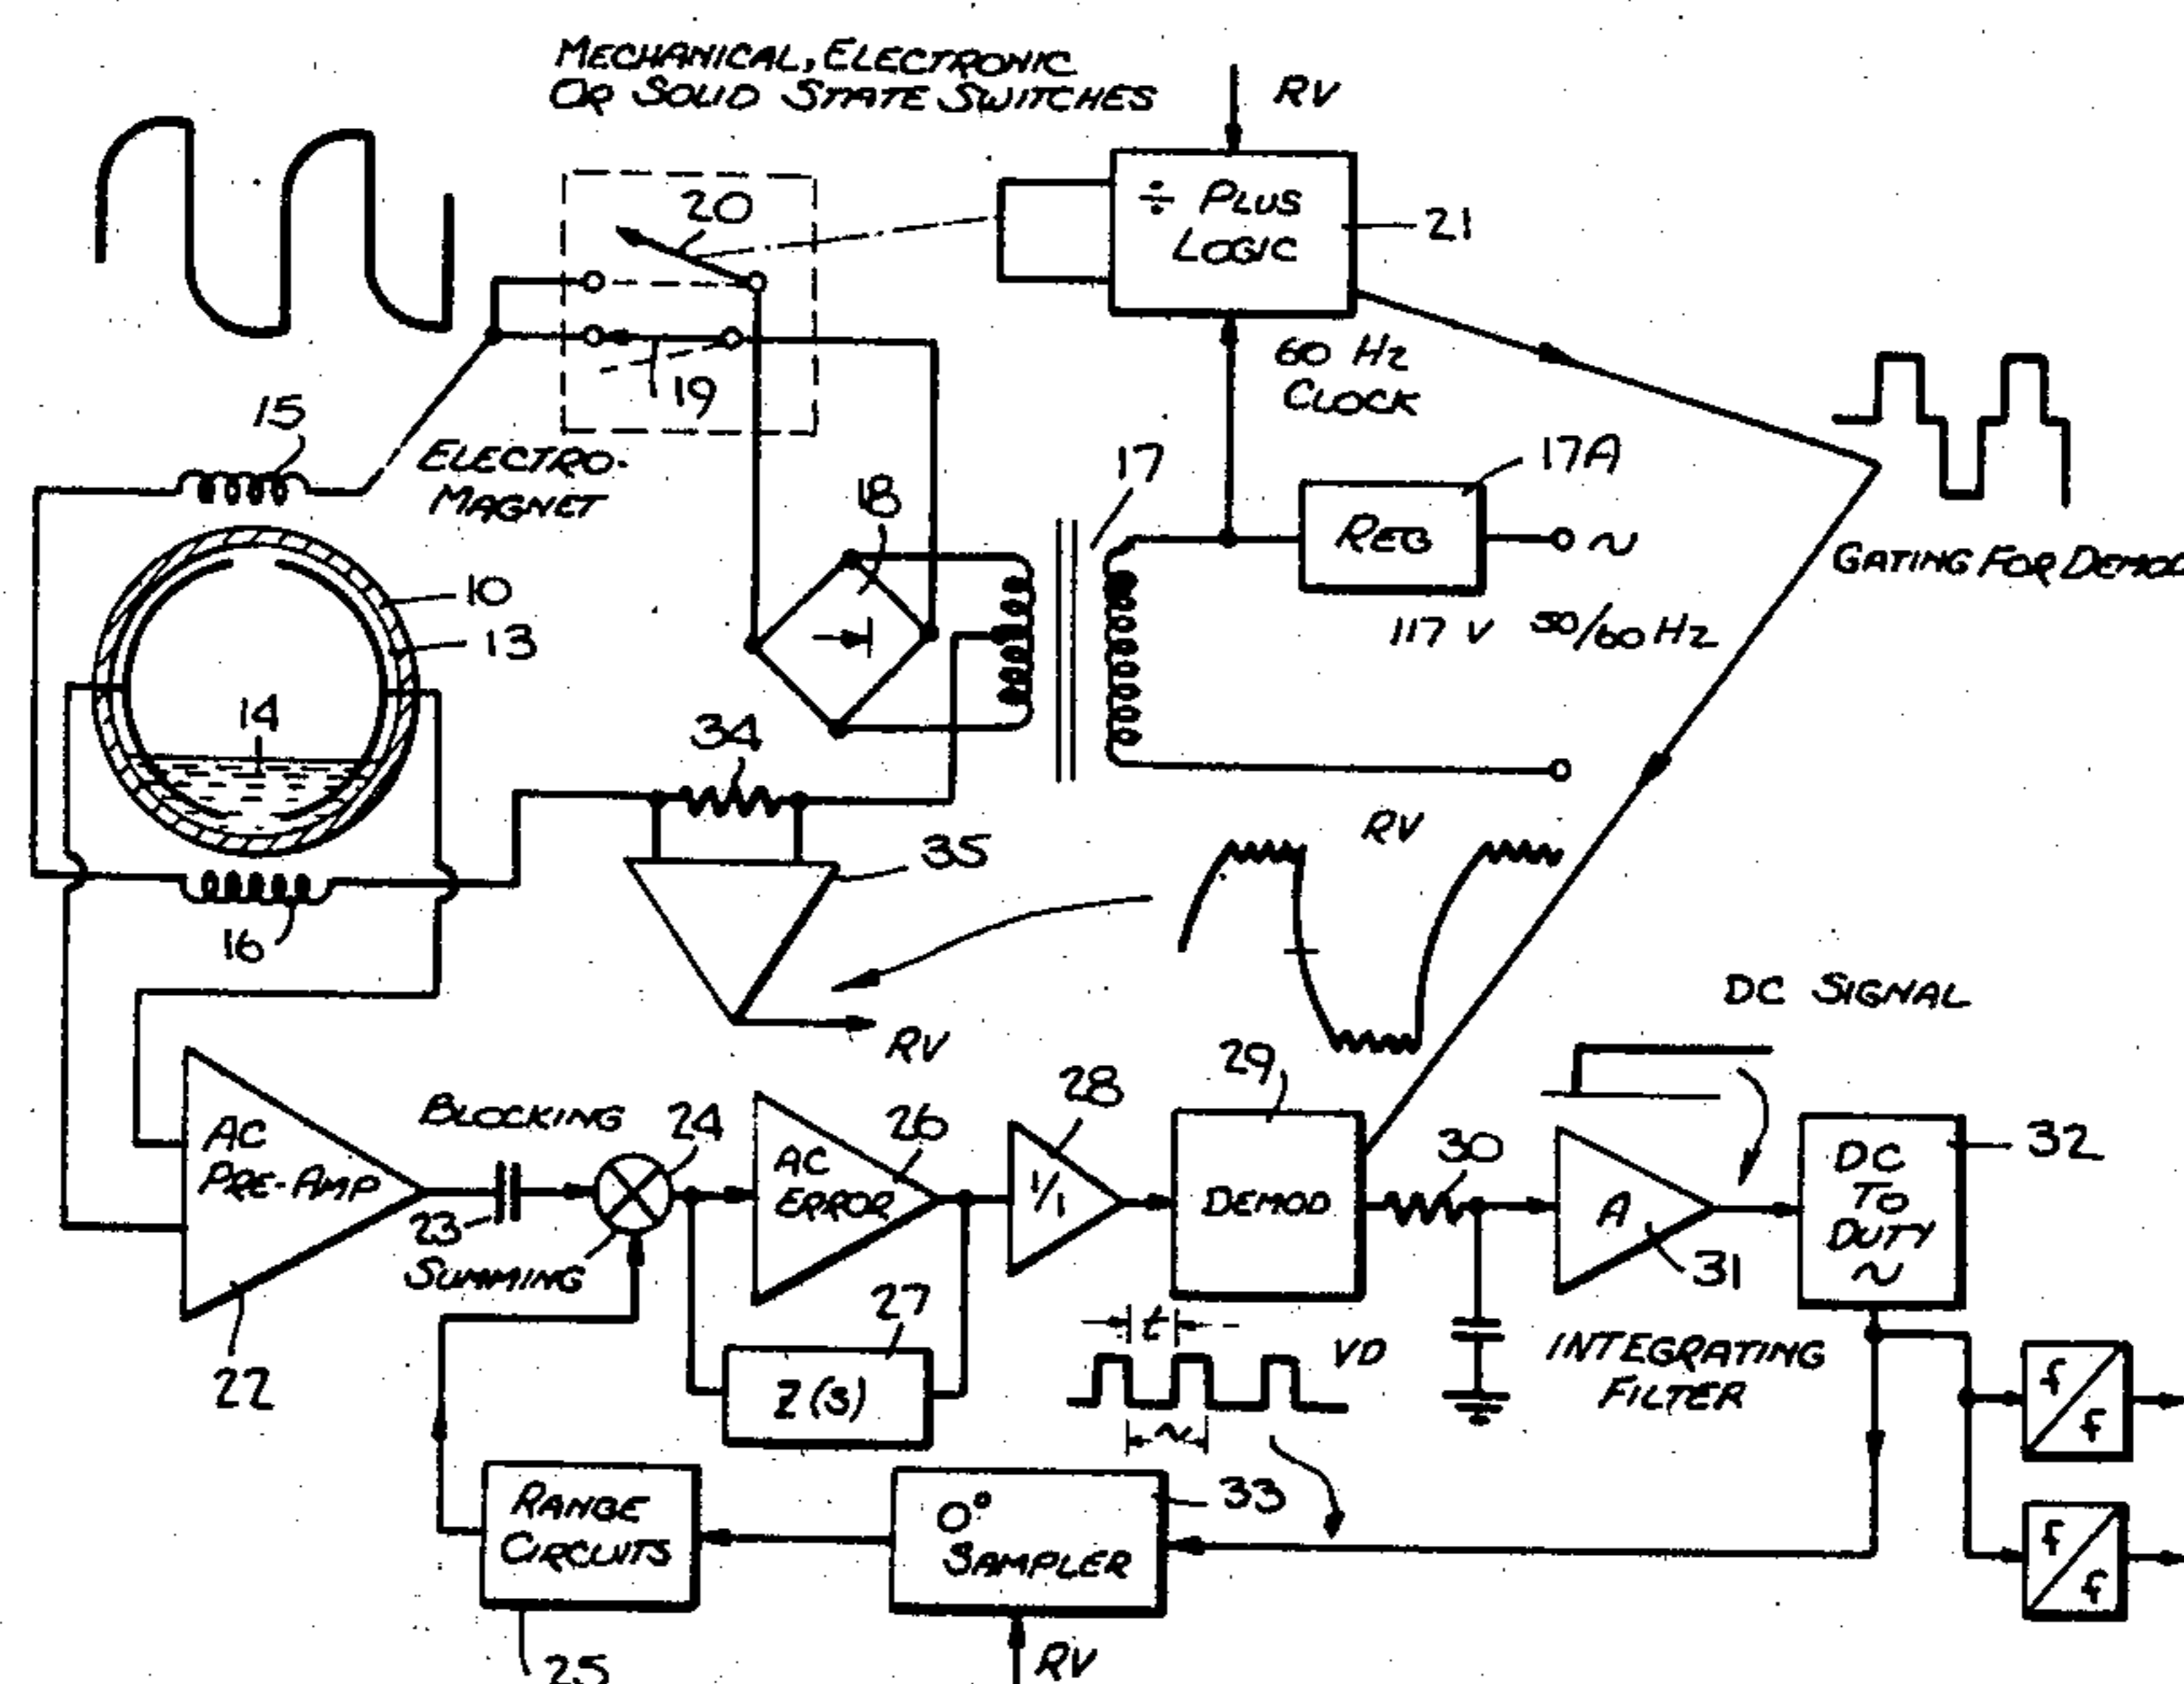 MECHANICAL, ELECTRONIC
OR SOLID STATE SWITCHES
RV
÷ PLUS
LOGIC
21
20
19
60 HZ
CLOCK
15
ELECTRO-
MAGNET
18
17
17A
REG
~
GATING FOR DEMOD
117 V 50/60 HZ
10
13
14
34
35
RV
16
RV
DC SIGNAL
29
28
BLOCKING
24
26
AC
PRE-AMP
AC
ERROR
1/1
DEMOD
30
A
31
DC
TO
DUTY
~
32
23
SUMMING
22
27
Z(s)
t
VD
~
INTEGRATING
FILTER
f
f
RANGE
CIRCUITS
0°
SAMPLER
33
f
f
25
RV